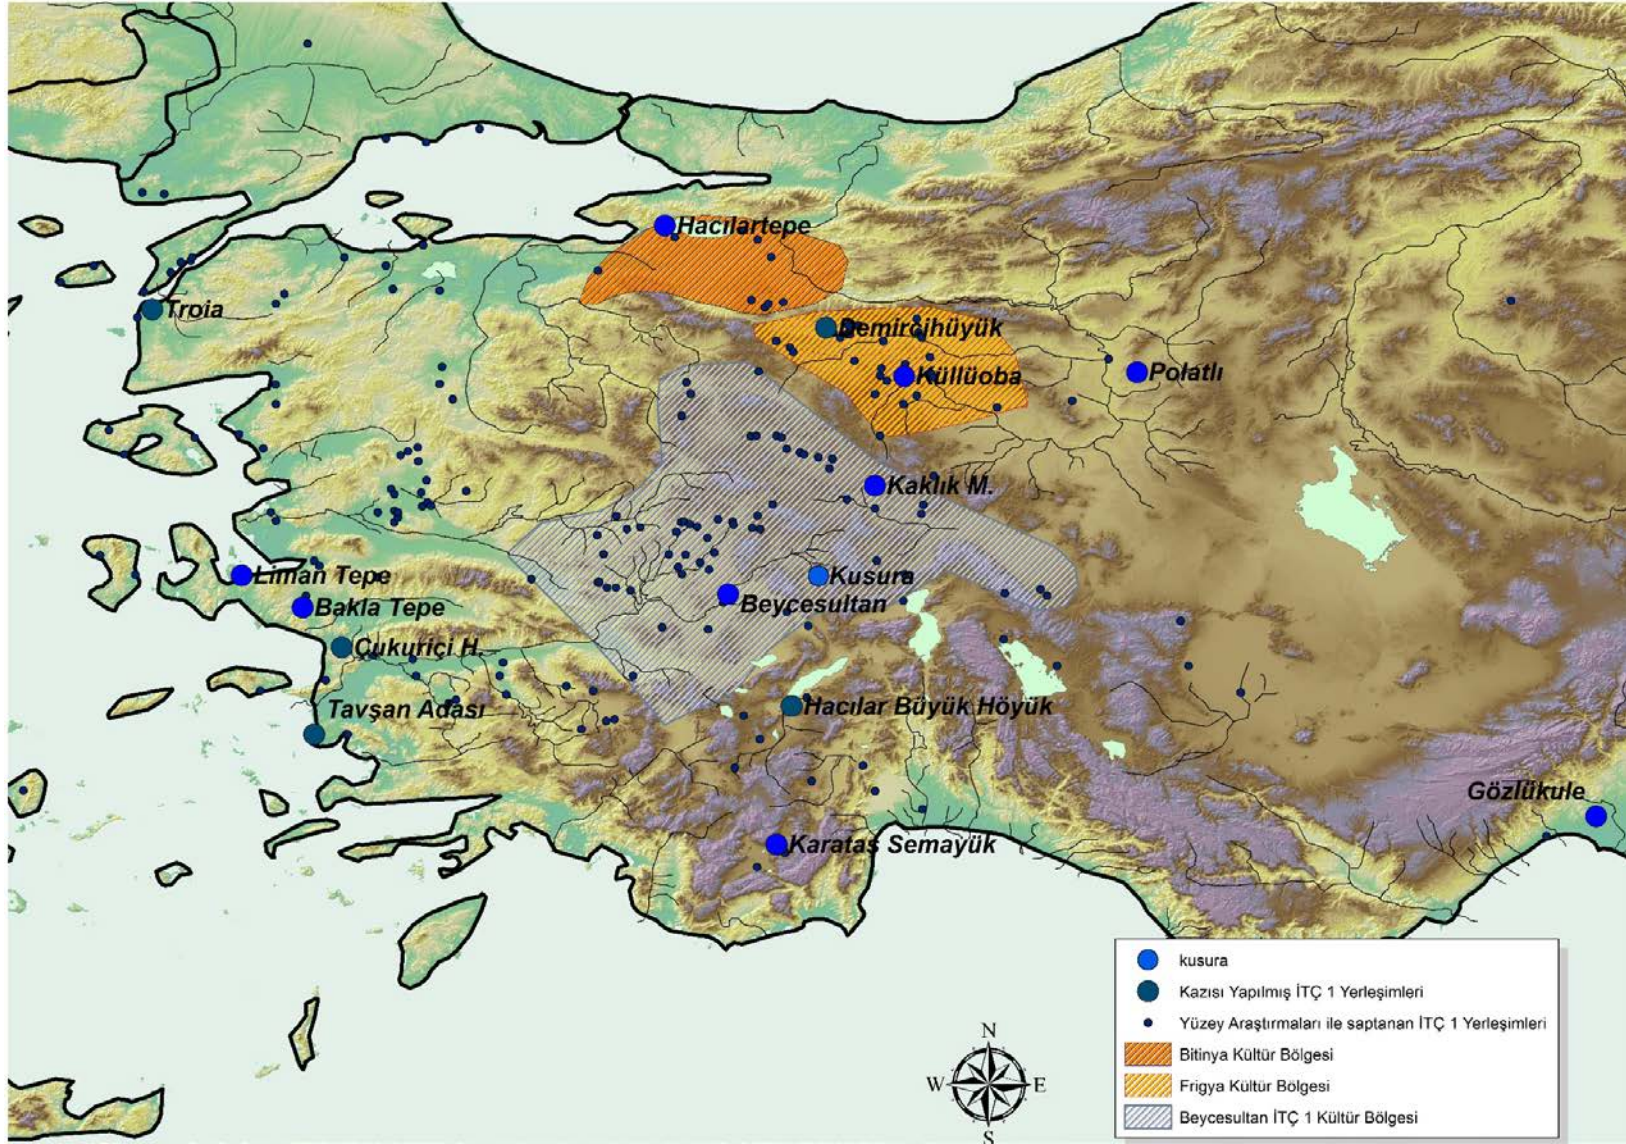 Hacılartepe
Troia
Demircihüyük
Küllüoba
Polatlı
Kaklık M.
Liman Tepe
Kusura
Bakla Tepe
Beycesultan
Çukuriçi H.
Tavşan Adası
Hacılar Büyük Höyük
Gözlükule
Karataş Semayük
kusura
Kazısı Yapılmış İTÇ 1 Yerleşimleri
Yüzey Araştırmaları ile saptanan İTÇ 1 Yerleşimleri
Bitinya Kültür Bölgesi
Frigya Kültür Bölgesi
Beycesultan İTÇ 1 Kültür Bölgesi
N
W E
S